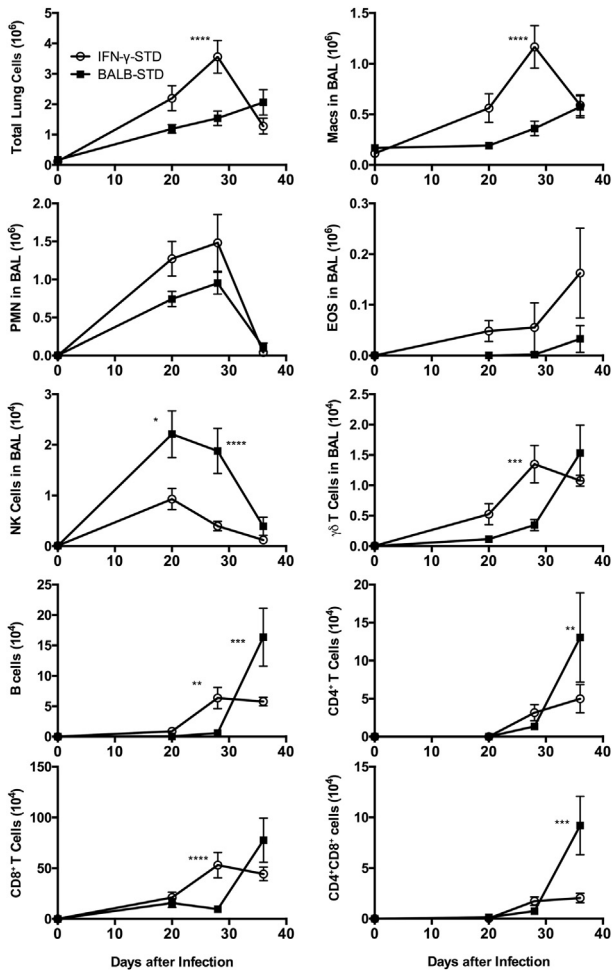 Total Lung Cells (10⁶)
5
4
3
2
1
0
IFN-γ-STD
BALB-STD
****
0 10 20 30 40
Macs in BAL (10⁶)
1.5
1.0
0.5
0.0
****
0 10 20 30 40
PMN in BAL (10⁶)
2.0
1.5
1.0
0.5
0.0
0 10 20 30 40
EOS in BAL (10⁶)
0.3
0.2
0.1
0.0
0 10 20 30 40
NK Cells in BAL (10⁴)
3
2
1
0
*
****
0 10 20 30 40
γδ T Cells in BAL (10⁴)
2.5
2.0
1.5
1.0
0.5
0.0
***
0 10 20 30 40
B cells (10⁴)
25
20
15
10
5
0
**
***
0 10 20 30 40
CD4⁺ T Cells (10⁴)
20
15
10
5
0
**
0 10 20 30 40
CD8⁺ T Cells (10⁴)
150
100
50
0
****
0 10 20 30 40
Days after Infection
CD4⁺CD8⁺ cells (10⁴)
15
10
5
0
***
0 10 20 30 40
Days after Infection